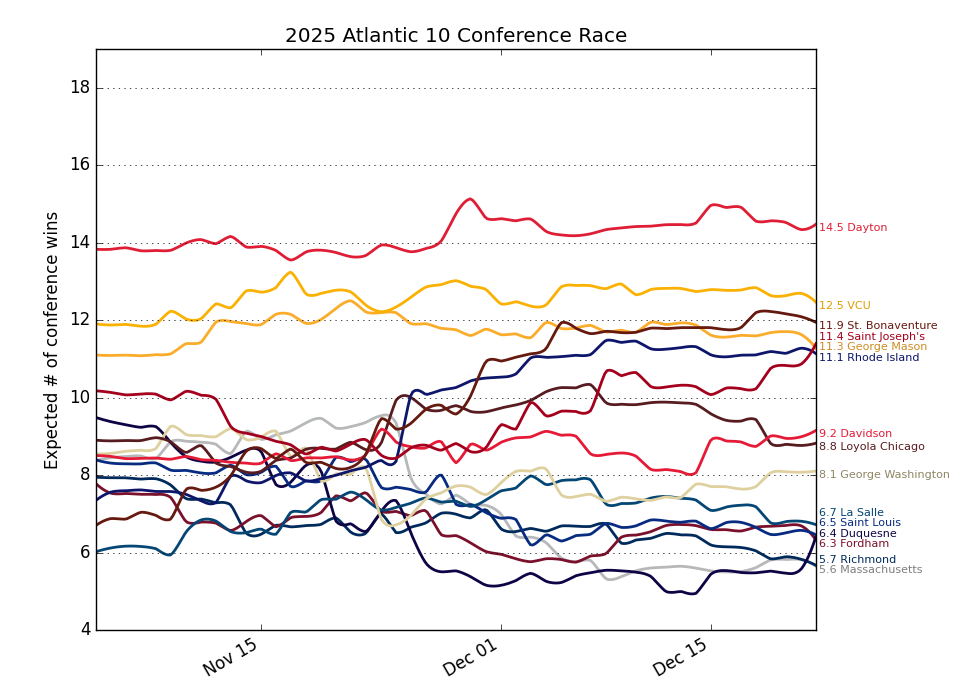 2025 Atlantic 10 Conference Race
Expected # of conference wins
18
16
14
12
10
8
6
4
Nov 15
Dec 01
Dec 15
14.5 Dayton
12.5 VCU
11.9 St. Bonaventure
11.4 Saint Joseph's
11.3 George Mason
11.1 Rhode Island
9.2 Davidson
8.8 Loyola Chicago
8.1 George Washington
6.7 La Salle
6.5 Saint Louis
6.4 Duquesne
6.3 Fordham
5.7 Richmond
5.6 Massachusetts